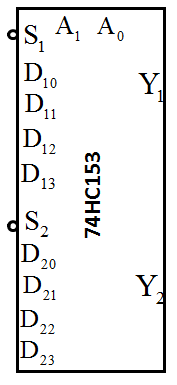 S₁ A₁ A₀
D₁₀ Y₁
D₁₁
D₁₂
D₁₃
74HC153
S₂
D₂₀
D₂₁ Y₂
D₂₂
D₂₃